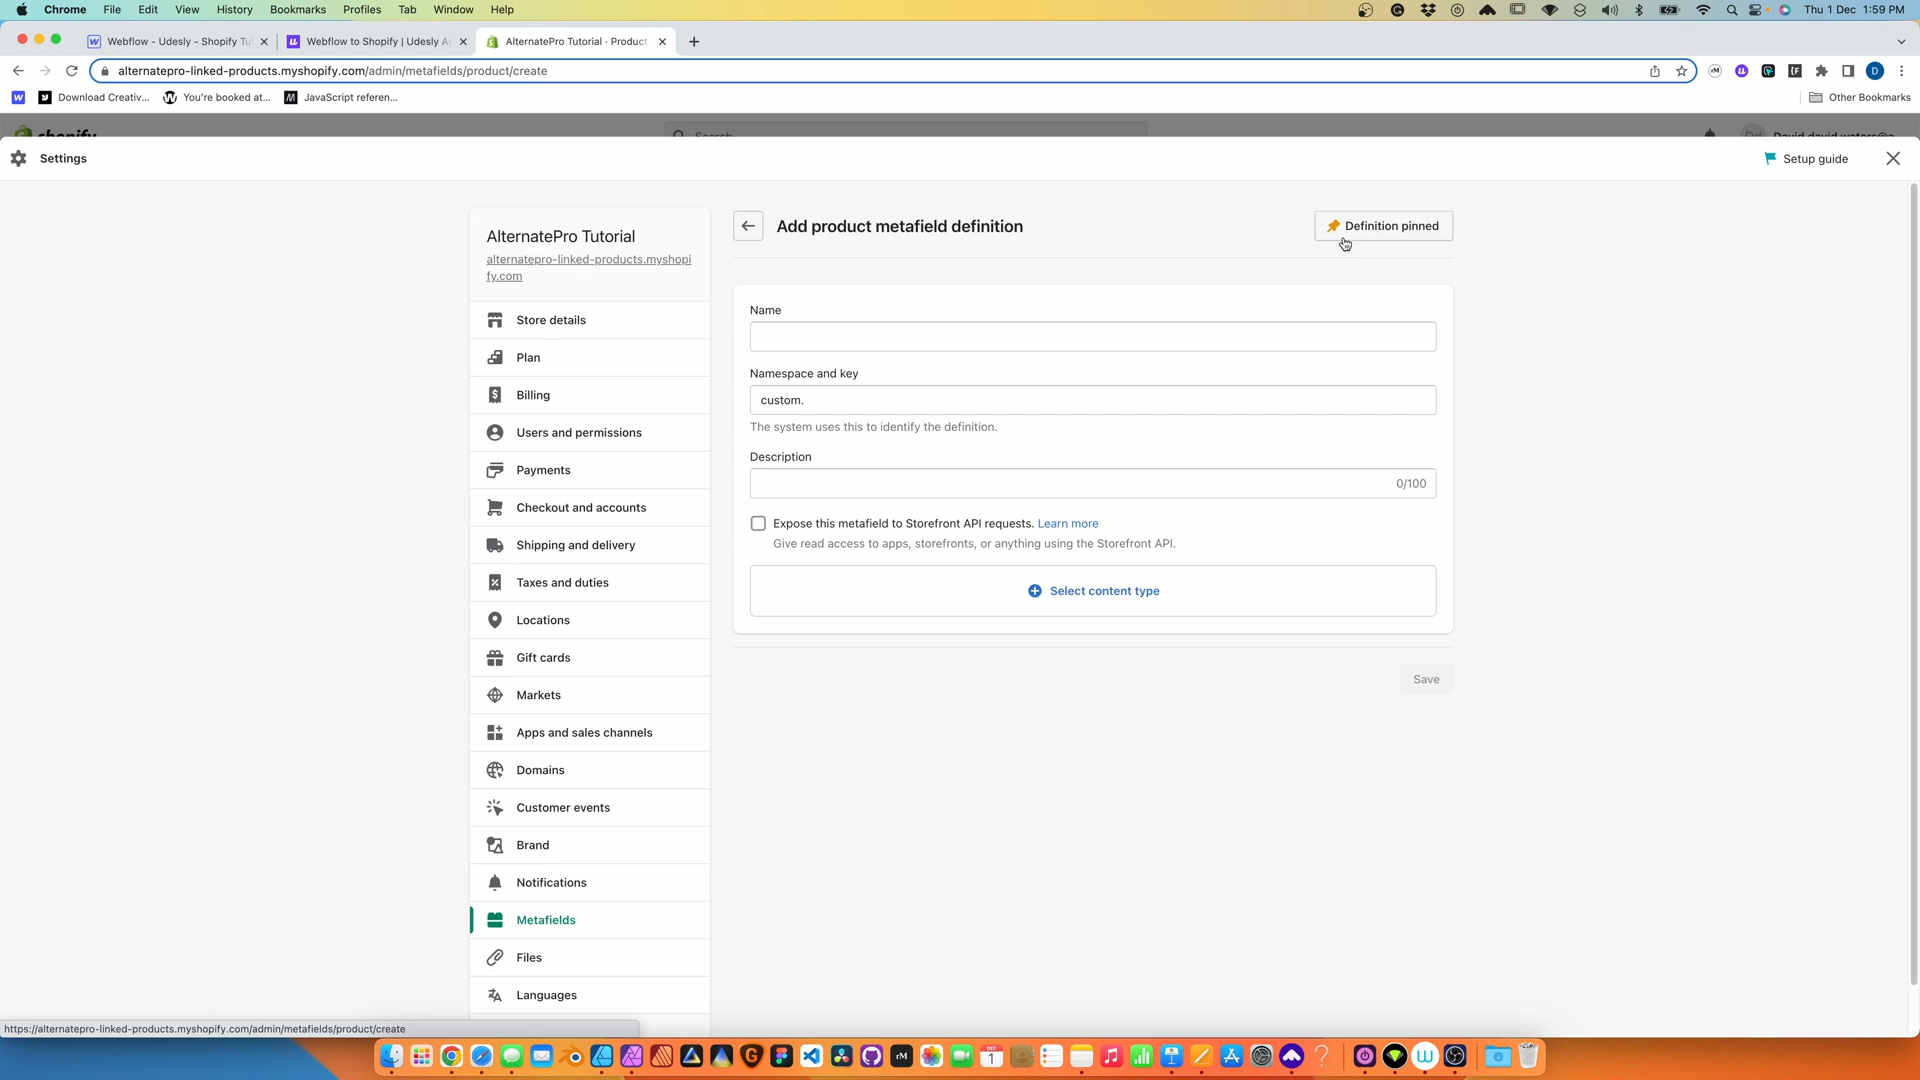 Chrome File Edit View History Bookmarks Profiles Tab Window Help Thu 1 Dec 1:59 PM
Webflow - Udesly - Shopify Tu Webflow to Shopify | Udesly A AlternatePro Tutorial · Product
alternatepro-linked-products.myshopify.com/admin/metafields/product/create
Download Creativ... You're booked at... JavaScript referen... Other Bookmarks
shopify Search Dd David david.waters@a
Settings Setup guide
AlternatePro Tutorial
alternatepro-linked-products.myshopi
fy.com
Store details
Plan
Billing
Users and permissions
Payments
Checkout and accounts
Shipping and delivery
Taxes and duties
Locations
Gift cards
Markets
Apps and sales channels
Domains
Customer events
Brand
Notifications
Metafields
Files
Languages
Add product metafield definition Definition pinned
Name
Namespace and key
custom.
The system uses this to identify the definition.
Description
0/100
Expose this metafield to Storefront API requests. Learn more
Give read access to apps, storefronts, or anything using the Storefront API.
Select content type
Save
https://alternatepro-linked-products.myshopify.com/admin/metafields/product/create